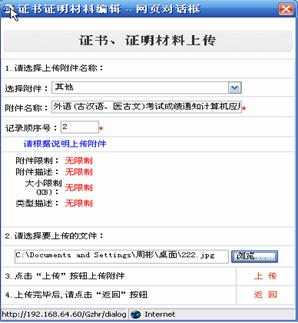 证书证明材料编辑 -- 网页对话框
证书、证明材料上传
1.请选择上传附件名称:
选择附件: 其他
附件名称: 外语(古汉语、医古文)考试成绩通知计算机应用 *
记录顺序号: 2 *
请根据说明上传附件
附件限制: 无限制
附件描述: 无限制
大小限制(KB): 无限制
类型描述: 无限制
2.请选择要上传的文件:
C:\Documents and Settings\周彬\桌面\222.jpg 浏览...
3.点击“上传”按钮上传附件 上 传
4.上传完毕后,请点击“返回”按钮 返 回
http://192.168.64.60/Gzhr/dialog Internet